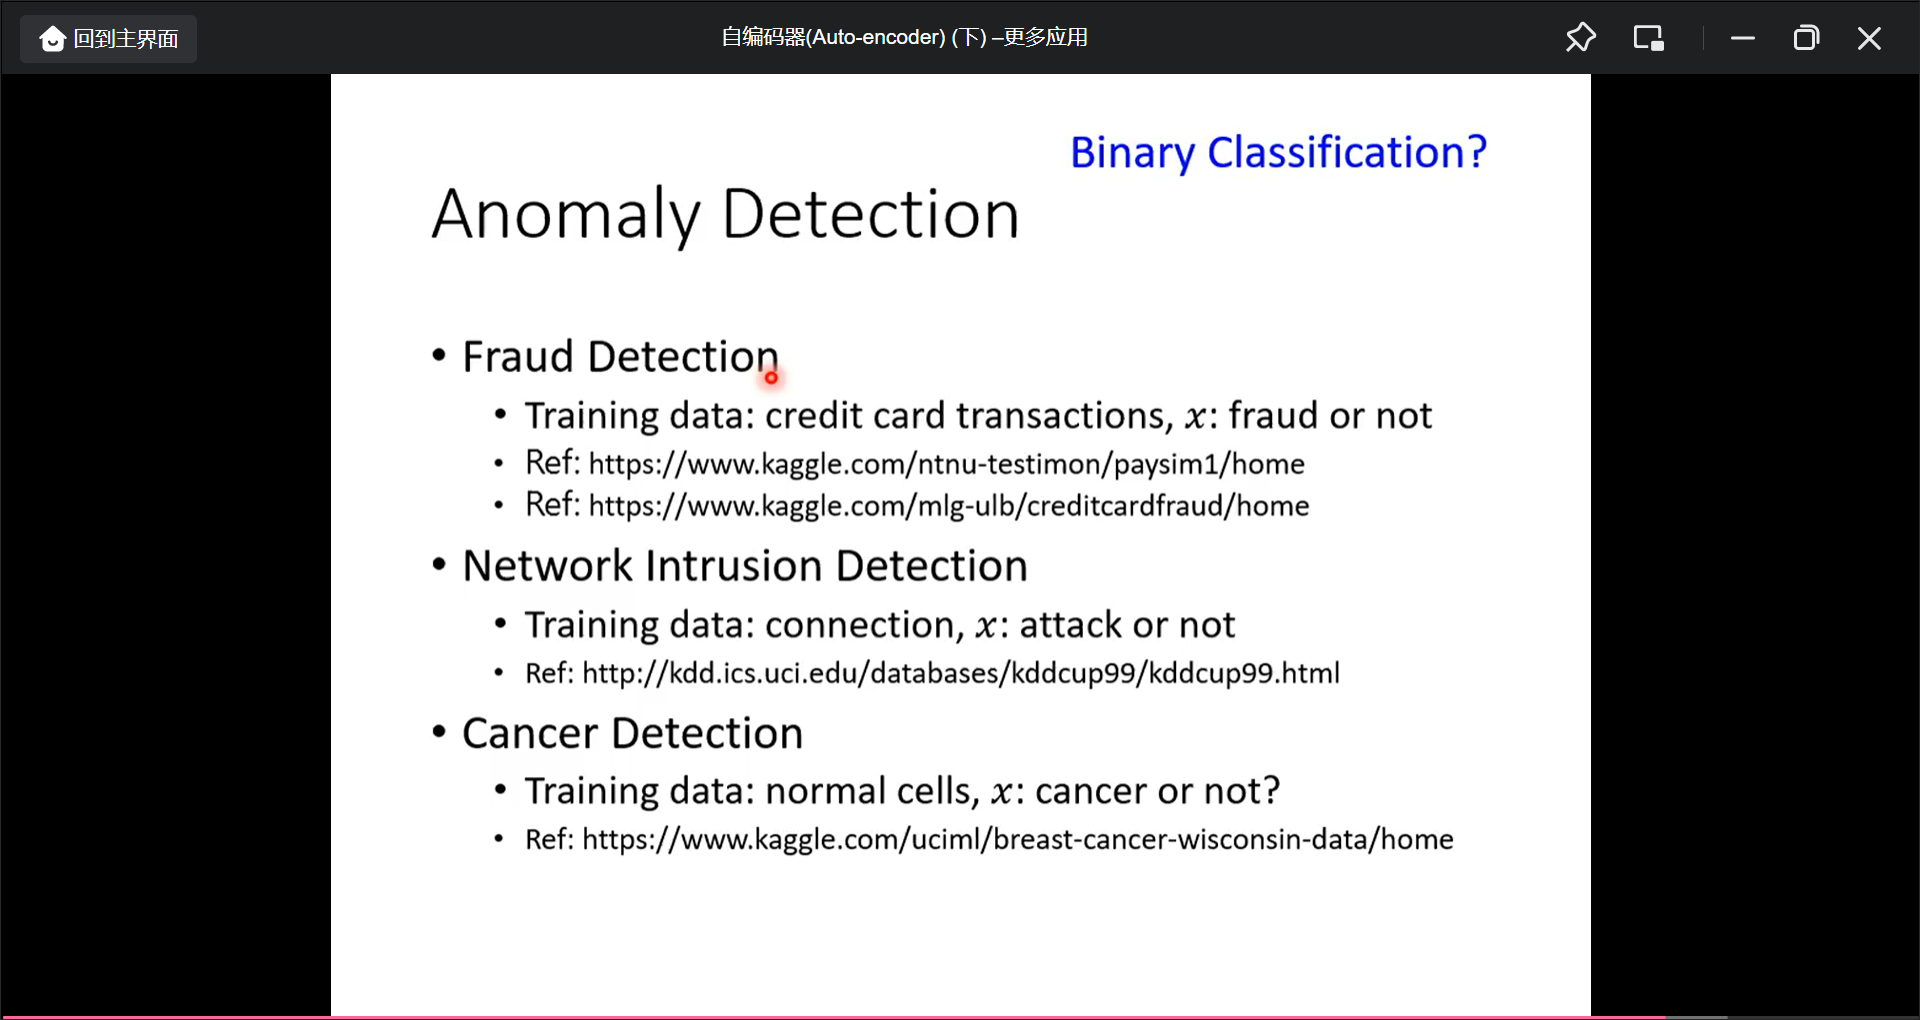 回到主界面
自编码器(Auto-encoder) (下) –更多应用
Binary Classification?
Anomaly Detection
• Fraud Detection
• Training data: credit card transactions, x: fraud or not
• Ref: https://www.kaggle.com/ntnu-testimon/paysim1/home
• Ref: https://www.kaggle.com/mlg-ulb/creditcardfraud/home
• Network Intrusion Detection
• Training data: connection, x: attack or not
• Ref: http://kdd.ics.uci.edu/databases/kddcup99/kddcup99.html
• Cancer Detection
• Training data: normal cells, x: cancer or not?
• Ref: https://www.kaggle.com/uciml/breast-cancer-wisconsin-data/home